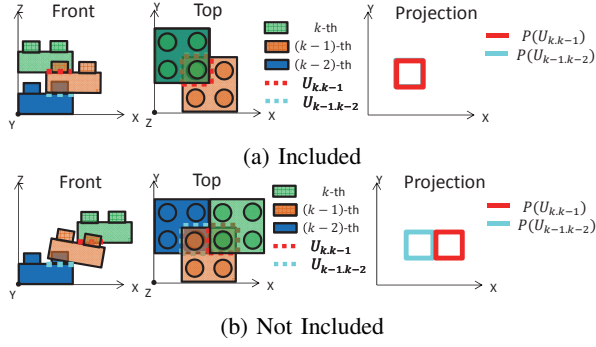 Z Front X Y
Y Top X Z
k-th
(k − 1)-th
(k − 2)-th
U_{k.k−1}
U_{k-1.k-2}
Projection Y X
P(U_{k.k−1})
P(U_{k−1.k−2})
(a) Included
Z Front X Y
Y Top X Z
k-th
(k − 1)-th
(k − 2)-th
U_{k.k−1}
U_{k-1.k-2}
Projection Y X
P(U_{k.k−1})
P(U_{k−1.k−2})
(b) Not Included